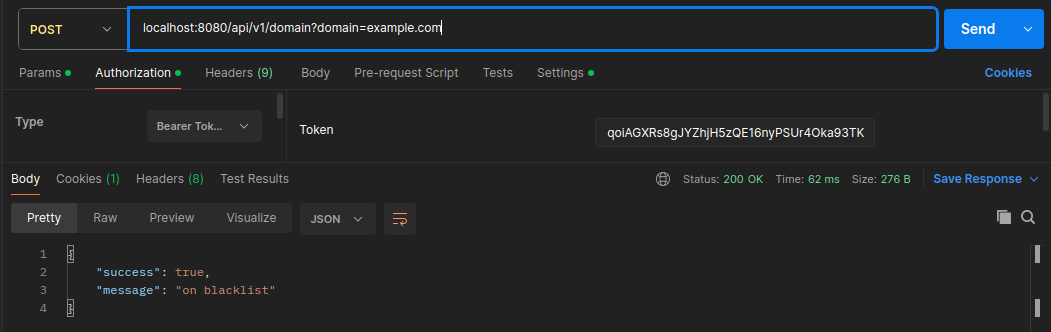 POST localhost:8080/api/v1/domain?domain=example.com Send
Params Authorization Headers (9) Body Pre-request Script Tests Settings Cookies
Type Bearer Tok... Token qoiAGXRs8gJYZhjH5zQE16nyPSUr4Oka93TK
Body Cookies (1) Headers (8) Test Results Status: 200 OK Time: 62 ms Size: 276 B Save Response
Pretty Raw Preview Visualize JSON
1 {
2 "success": true,
3 "message": "on blacklist"
4 }